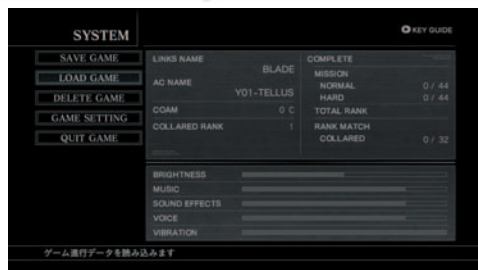 SYSTEM
KEY GUIDE
SAVE GAME
LOAD GAME
DELETE GAME
GAME SETTING
QUIT GAME
LINKS NAME
BLADE
AC NAME
Y01-TELLUS
COAM 0 C
COLLARED RANK 1
COMPLETE
MISSION
NORMAL 0 / 44
HARD 0 / 44
TOTAL RANK
RANK MATCH
COLLARED 0 / 32
BRIGHTNESS
MUSIC
SOUND EFFECTS
VOICE
VIBRATION
ゲーム進行データを読み込みます